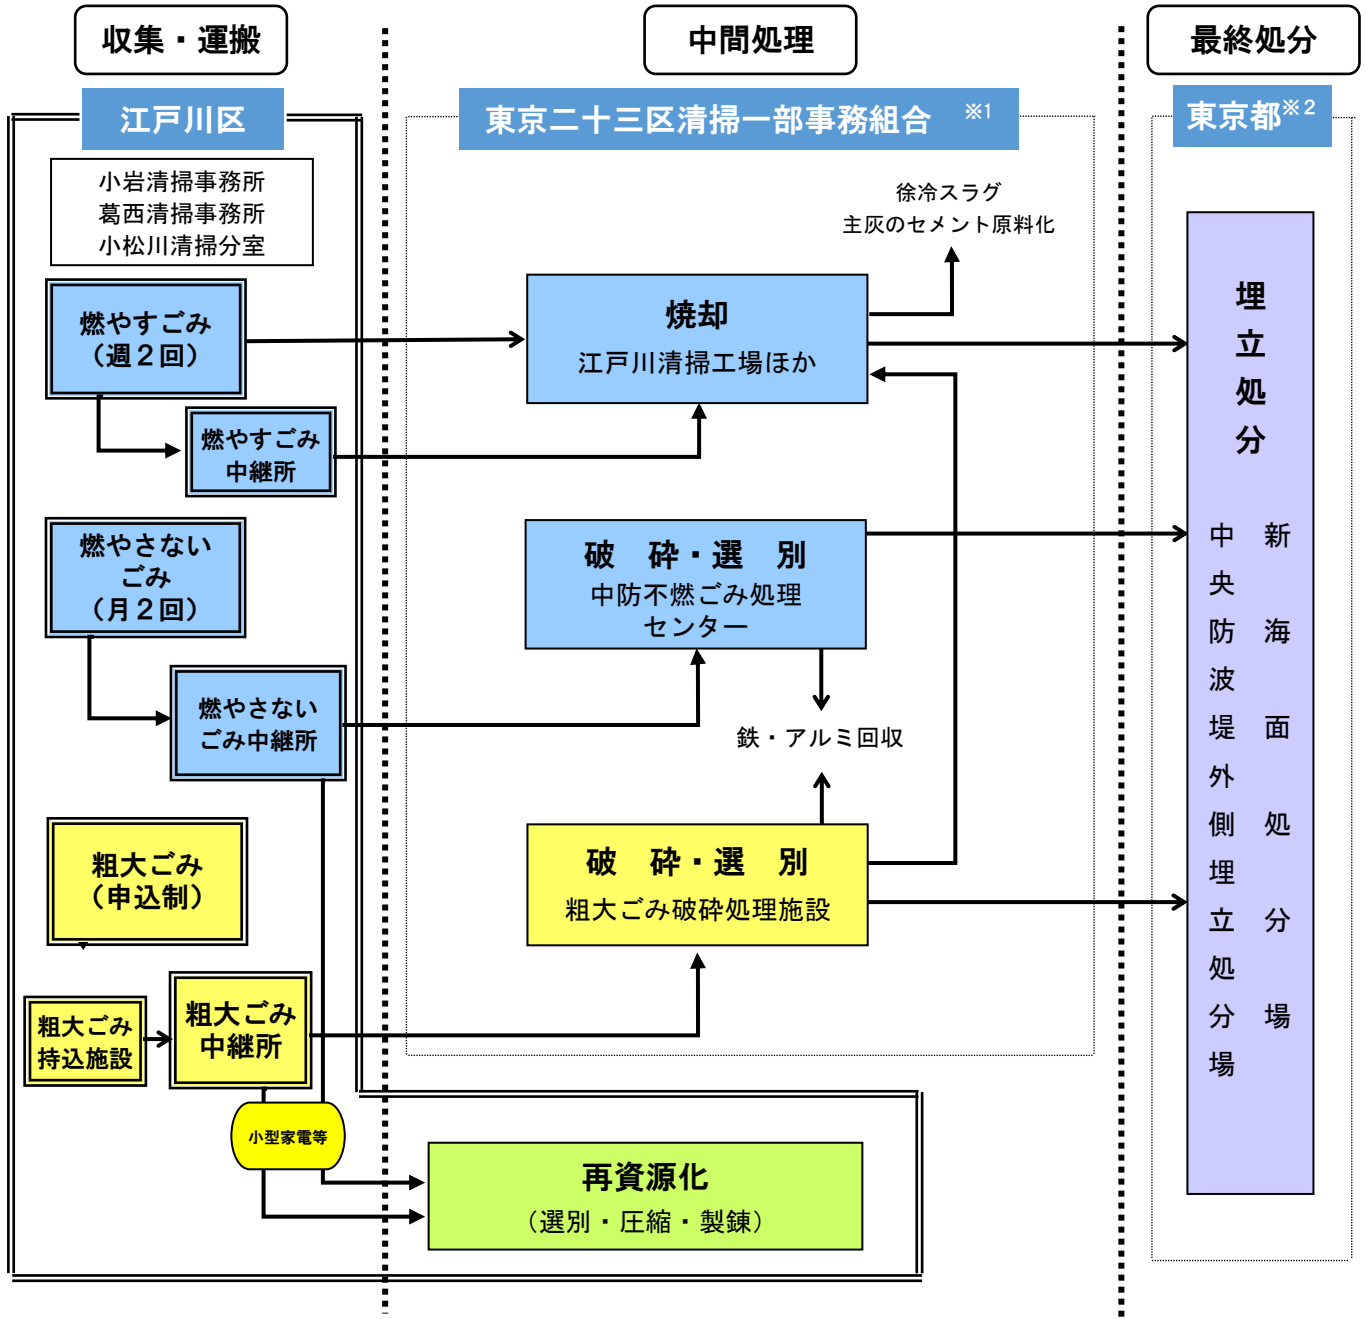 収集・運搬
中間処理
最終処分
江戸川区
東京二十三区清掃一部事務組合 ※1
東京都※2
小岩清掃事務所
葛西清掃事務所
小松川清掃分室
徐冷スラグ
主灰のセメント原料化
燃やすごみ
（週２回）
焼却
江戸川清掃工場ほか
燃やすごみ
中継所
燃やさない
ごみ
（月２回）
破 砕・選 別
中防不燃ごみ処理
センター
燃やさない
ごみ中継所
鉄・アルミ回収
粗大ごみ
（申込制）
破 砕・選 別
粗大ごみ破砕処理施設
粗大ごみ
持込施設
粗大ごみ
中継所
小型家電等
再資源化
（選別・圧縮・製錬）
埋立処分
新海面処分場
中央防波堤外側埋立処分場